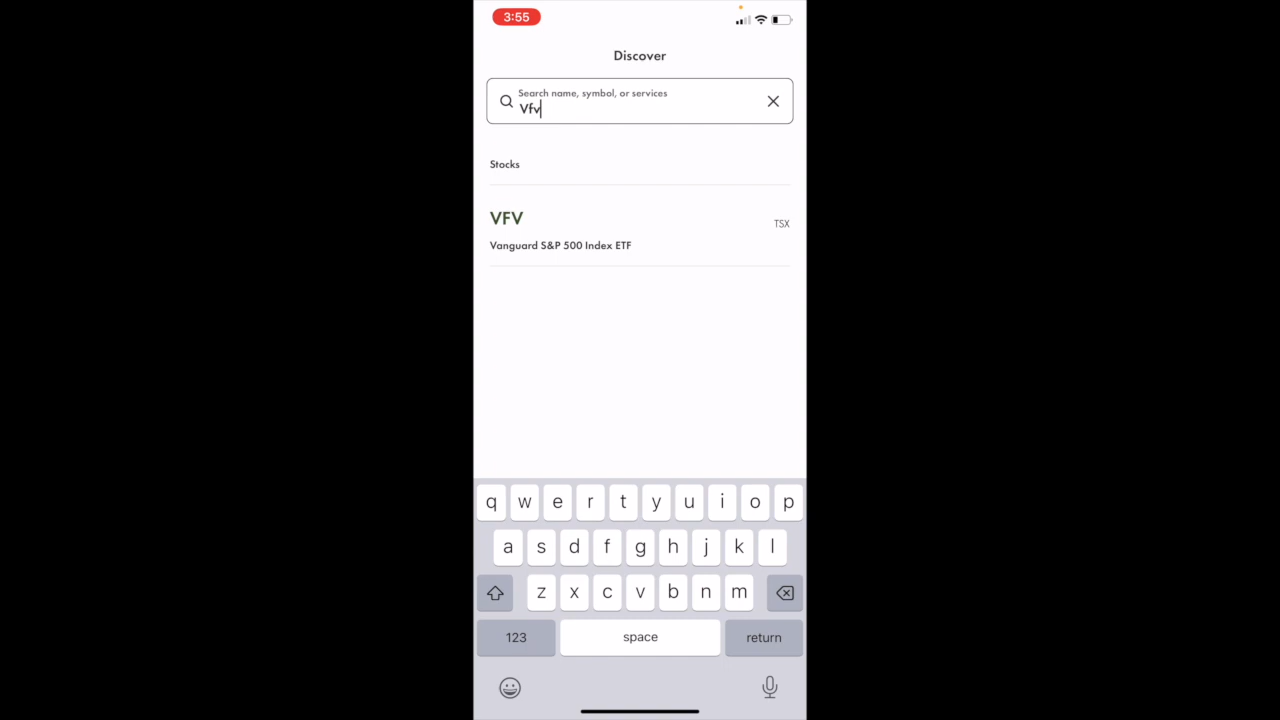 3:55
Discover
Search name, symbol, or services
Vfv
Stocks
VFV
TSX
Vanguard S&P 500 Index ETF
q w e r t y u i o p
a s d f g h j k l
z x c v b n m
123 space return